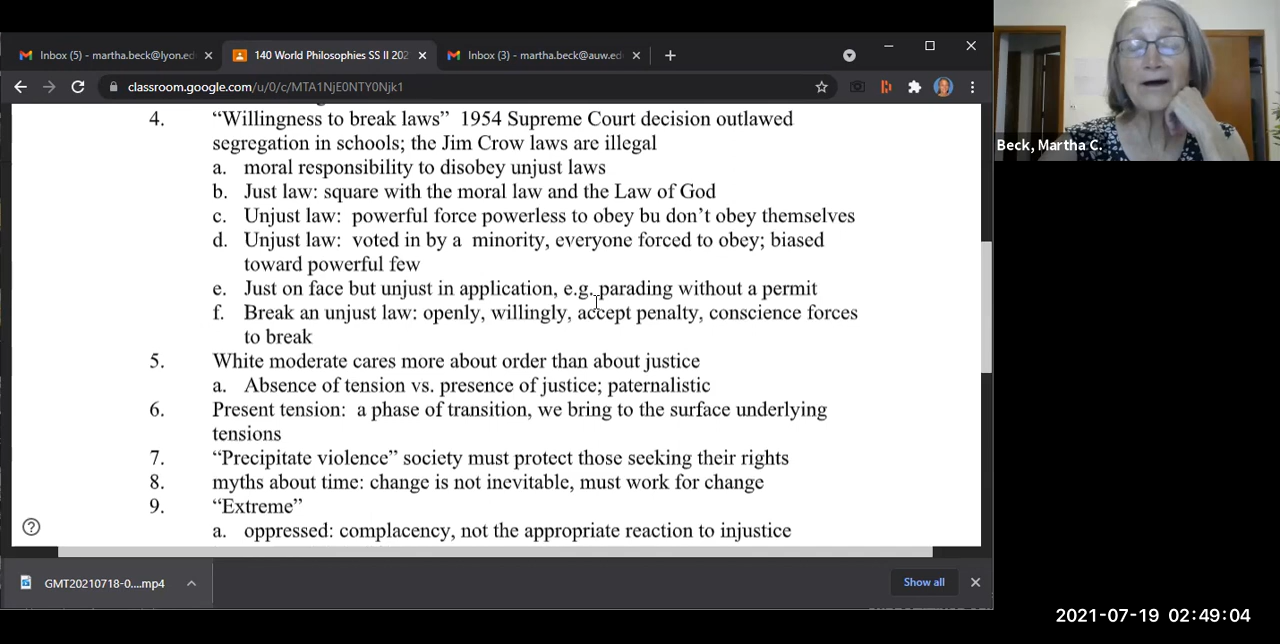 Inbox (5) - martha.beck@lyon.ed
140 World Philosophies SS II 202
Inbox (3) - martha.beck@auw.ed
classroom.google.com/u/0/c/MTA1NjE0NTY0Njk1
4. “Willingness to break laws” 1954 Supreme Court decision outlawed
segregation in schools; the Jim Crow laws are illegal
a. moral responsibility to disobey unjust laws
b. Just law: square with the moral law and the Law of God
c. Unjust law: powerful force powerless to obey bu don’t obey themselves
d. Unjust law: voted in by a minority, everyone forced to obey; biased
toward powerful few
e. Just on face but unjust in application, e.g. parading without a permit
f. Break an unjust law: openly, willingly, accept penalty, conscience forces
to break
5. White moderate cares more about order than about justice
a. Absence of tension vs. presence of justice; paternalistic
6. Present tension: a phase of transition, we bring to the surface underlying
tensions
7. “Precipitate violence” society must protect those seeking their rights
8. myths about time: change is not inevitable, must work for change
9. “Extreme”
a. oppressed: complacency, not the appropriate reaction to injustice
GMT20210718-0....mp4
Show all
Beck, Martha C.
2021-07-19 02:49:04